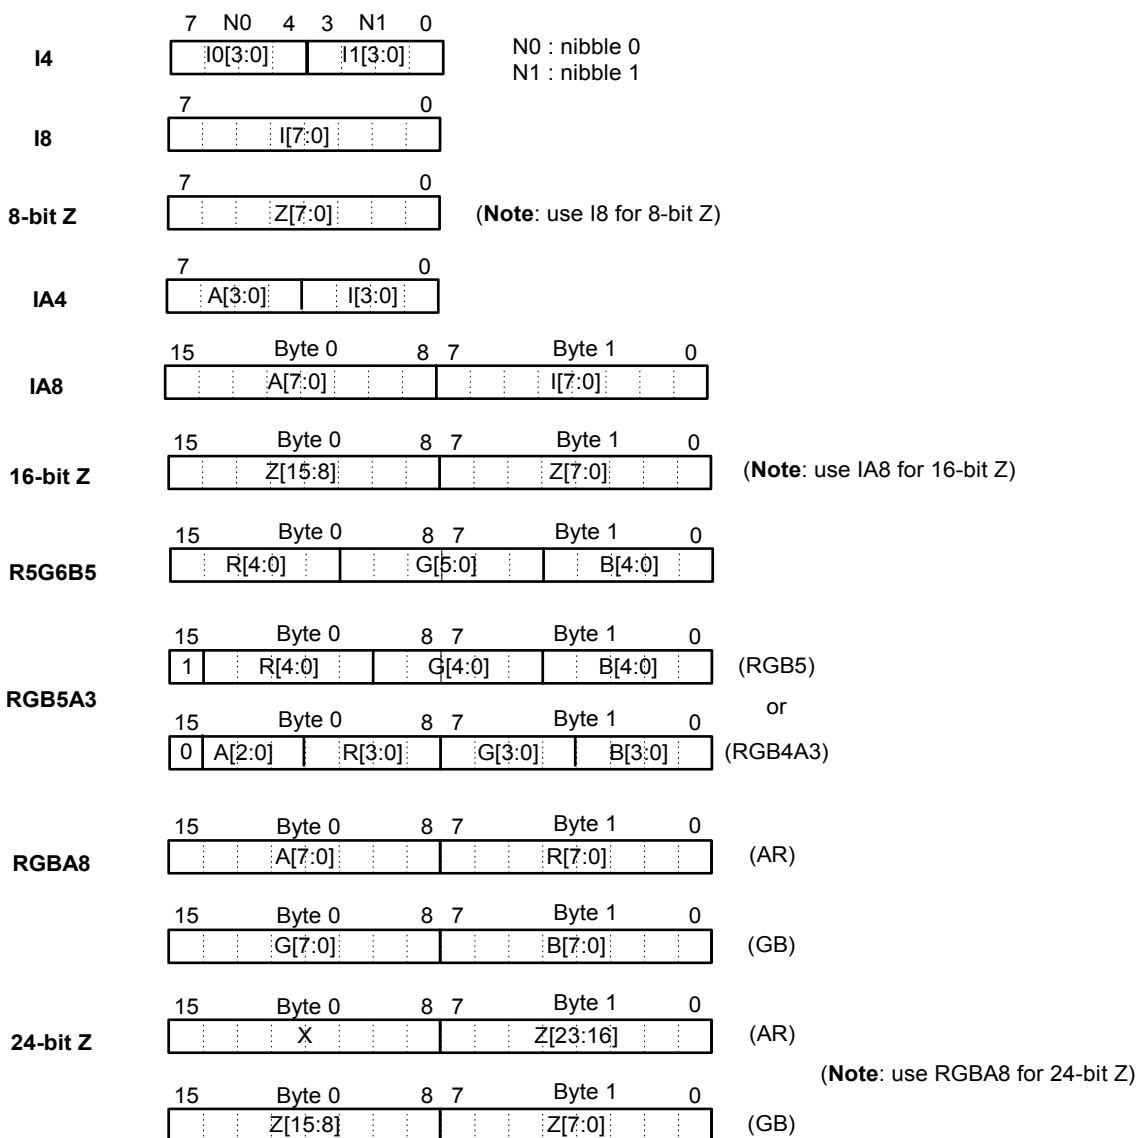 7 N0 4 3 N1 0
I4 I0[3:0] I1[3:0] N0 : nibble 0
N1 : nibble 1
7 0
I8 I[7:0]
7 0
8-bit Z Z[7:0] (Note: use I8 for 8-bit Z)
7 0
IA4 A[3:0] I[3:0]
15 Byte 0 8 7 Byte 1 0
IA8 A[7:0] I[7:0]
15 Byte 0 8 7 Byte 1 0
16-bit Z Z[15:8] Z[7:0] (Note: use IA8 for 16-bit Z)
15 Byte 0 8 7 Byte 1 0
R5G6B5 R[4:0] G[5:0] B[4:0]
15 Byte 0 8 7 Byte 1 0
1 R[4:0] G[4:0] B[4:0] (RGB5)
RGB5A3 or
15 Byte 0 8 7 Byte 1 0
0 A[2:0] R[3:0] G[3:0] B[3:0] (RGB4A3)
15 Byte 0 8 7 Byte 1 0
RGBA8 A[7:0] R[7:0] (AR)
15 Byte 0 8 7 Byte 1 0
G[7:0] B[7:0] (GB)
15 Byte 0 8 7 Byte 1 0
24-bit Z X Z[23:16] (AR)
(Note: use RGBA8 for 24-bit Z)
15 Byte 0 8 7 Byte 1 0
Z[15:8] Z[7:0] (GB)